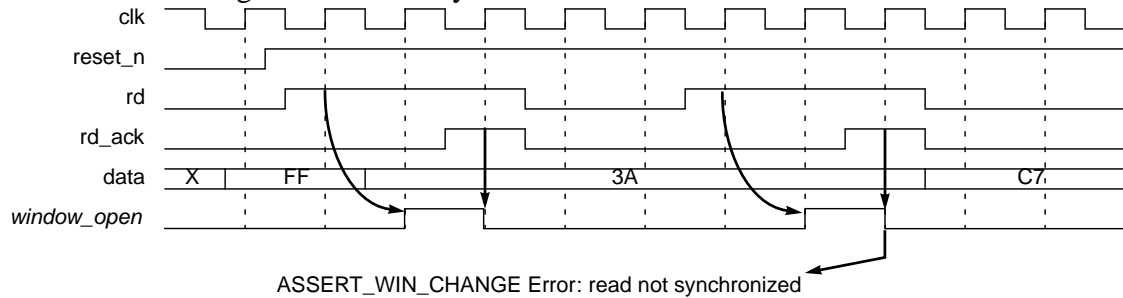 clk
reset_n
rd
rd_ack
data X FF 3A C7
window_open
ASSERT_WIN_CHANGE Error: read not synchronized